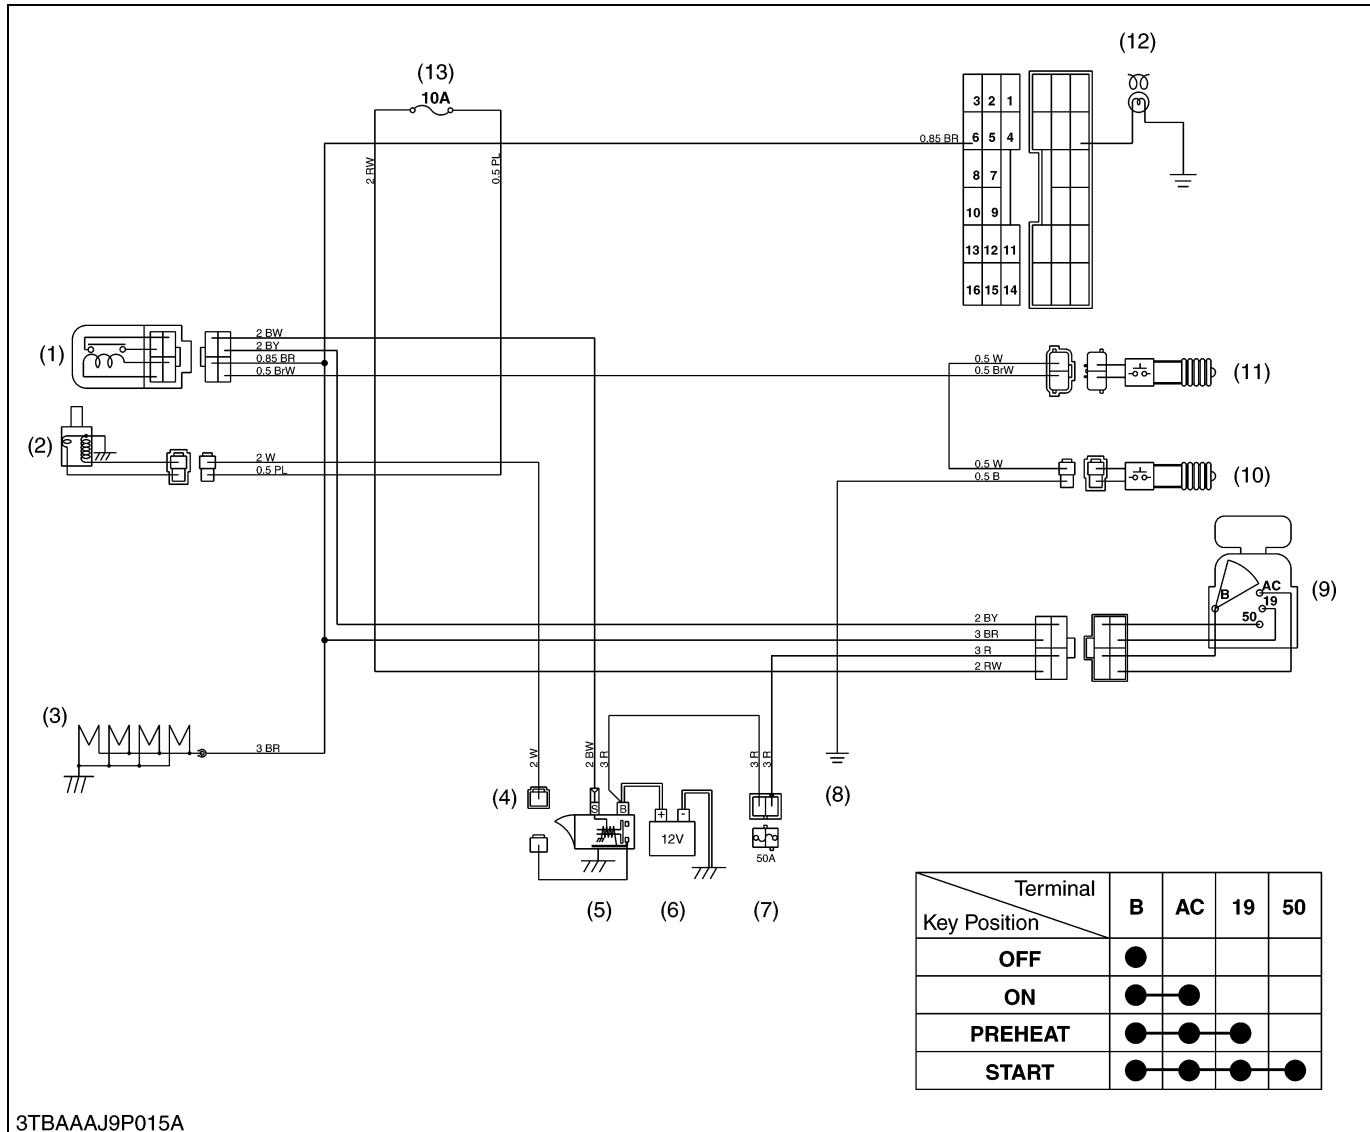 (12)
(13)
10A
3 2 1
0.85 BR
6 5 4
2 RW
0.5 PL
8 7
10 9
13 12 11
16 15 14
(1)
2 BW
2 BY
0.85 BR
0.5 BrW
0.5 W
0.5 BrW
(11)
(2)
2 W
0.5 PL
0.5 W
0.5 B
(10)
B
AC
19
50
(9)
2 BY
3 BR
3 R
2 RW
(3)
3 BR
2 W
2 BW
3 R
3 R
3 R
(4)
S
B
+
-
12V
50A
(8)
(5)
(6)
(7)
Terminal
Key Position
B AC 19 50
OFF
ON
PREHEAT
START
3TBAAAJ9P015A